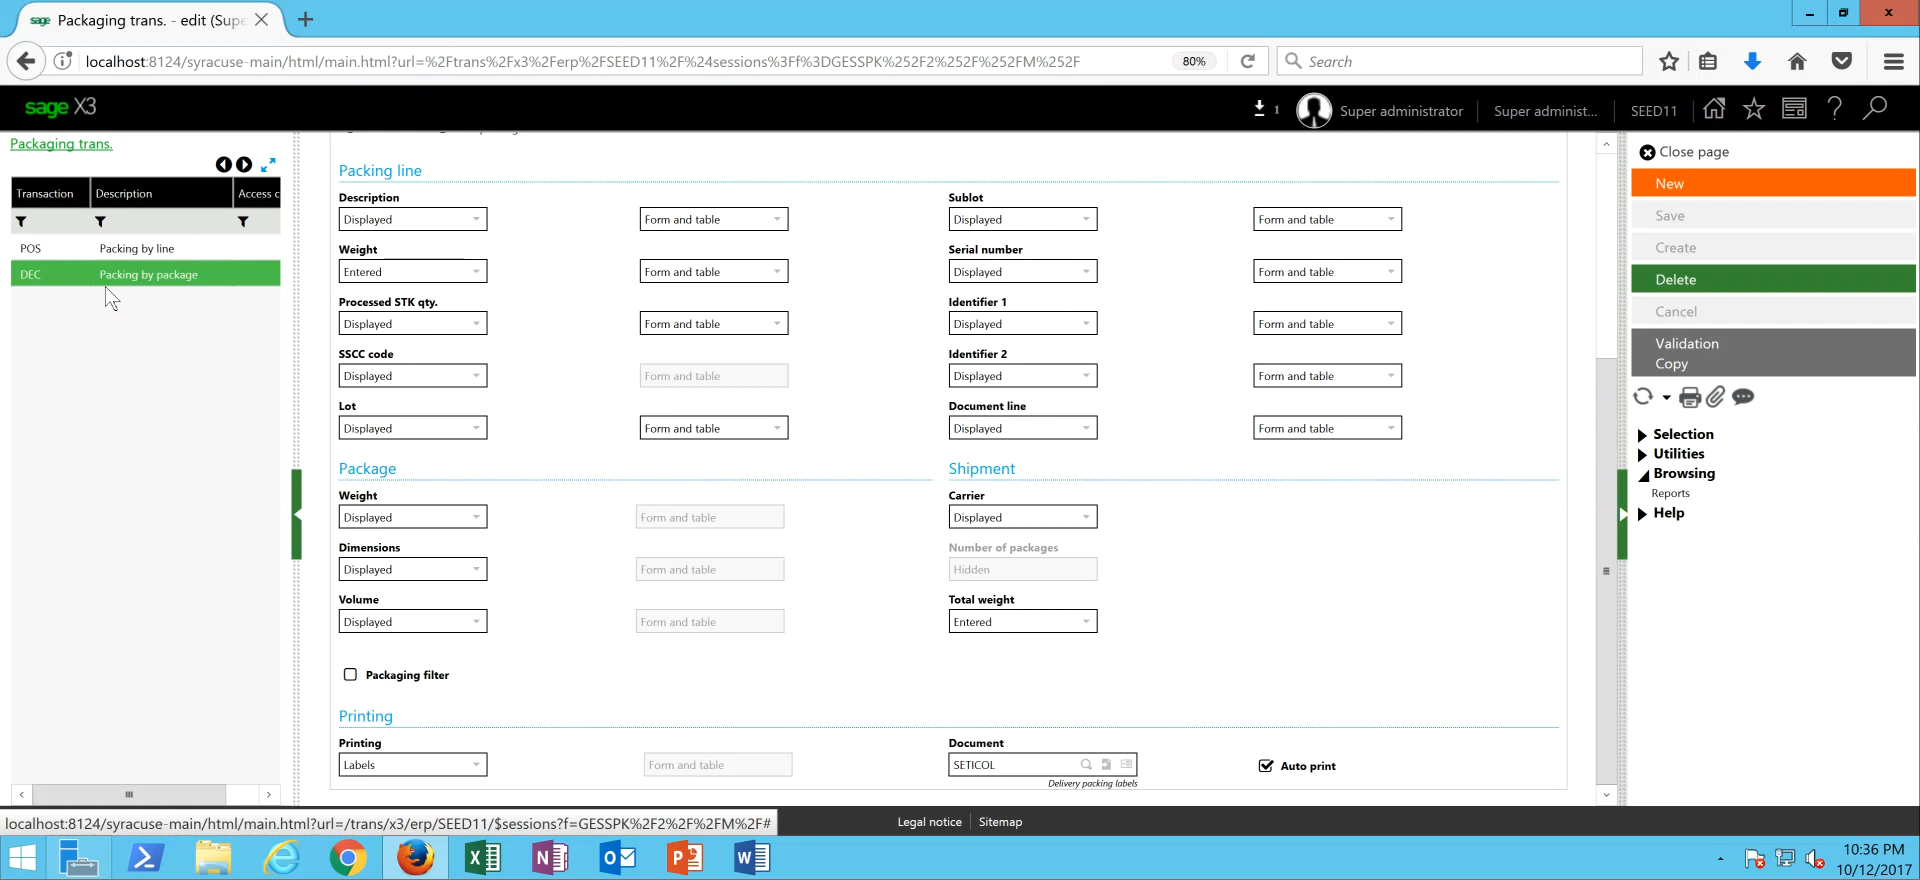 sage Packaging trans. - edit (Supe
localhost:8124/syracuse-main/html/main.html?url=%2Ftrans%2Fx3%2Ferp%2FSEED11%2F%24sessions%3Ff%3DGESSPK%252F2%252F%252FM%252F
80%
Search
sage X3
1
Super administrator
Super administ...
SEED11
Packaging trans.
Transaction Description Access c
POS Packing by line
DEC Packing by package
Packing line
Description Sublot
Displayed Form and table Displayed Form and table
Weight Serial number
Entered Form and table Displayed Form and table
Processed STK qty. Identifier 1
Displayed Form and table Displayed Form and table
SSCC code Identifier 2
Displayed Form and table Displayed Form and table
Lot Document line
Displayed Form and table Displayed Form and table
Package Shipment
Weight Carrier
Displayed Form and table Displayed
Dimensions Number of packages
Displayed Form and table Hidden
Volume Total weight
Displayed Form and table Entered
Packaging filter
Printing
Printing Document
Labels Form and table SETICOL Auto print
Delivery packing labels
Close page
New
Save
Create
Delete
Cancel
Validation
Copy
Selection
Utilities
Browsing
Reports
Help
localhost:8124/syracuse-main/html/main.html?url=/trans/x3/erp/SEED11/$sessions?f=GESSPK%2F2%2F%2FM%2F#
Legal notice Sitemap
10:36 PM
10/12/2017